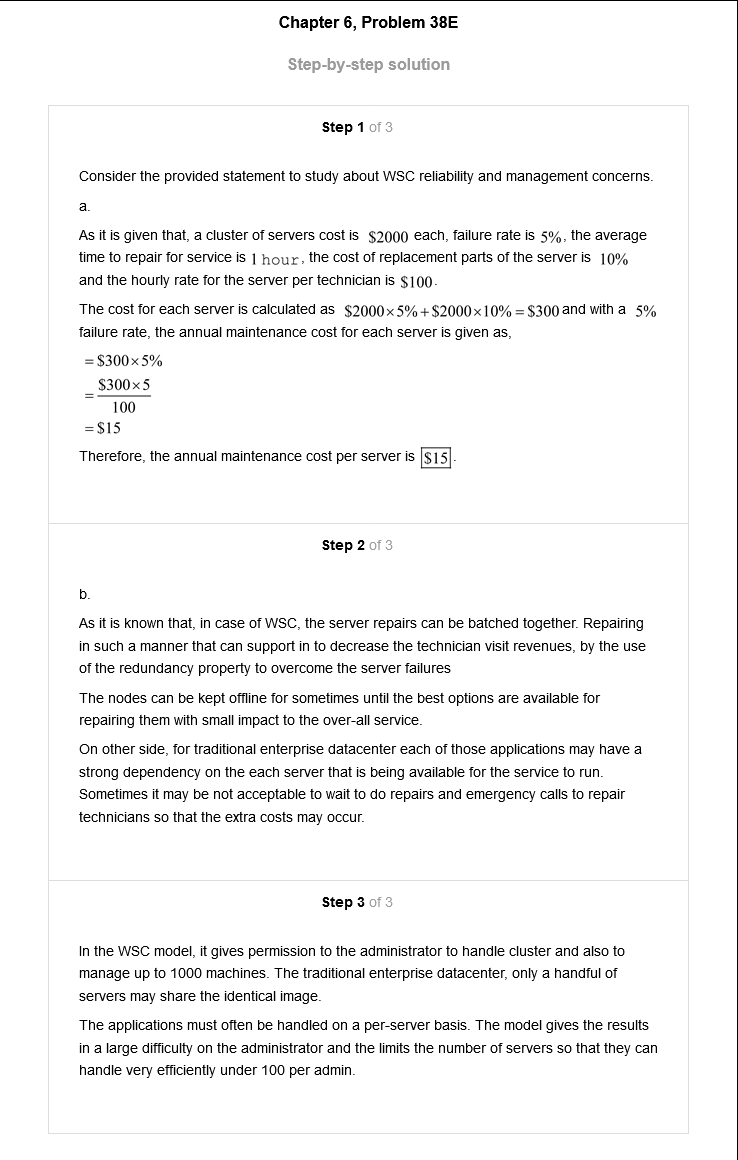 Chapter 6, Problem 38E
Step-by-step solution
Step 1 of 3
Consider the provided statement to study about WSC reliability and management concerns.
a.
As it is given that, a cluster of servers cost is $2000 each, failure rate is 5%, the average
time to repair for service is 1 hour, the cost of replacement parts of the server is 10%
and the hourly rate for the server per technician is $100.
The cost for each server is calculated as $2000×5%+$2000×10%=$300 and with a 5%
failure rate, the annual maintenance cost for each server is given as,
=$300×5%
= $300×5
100
=$15
Therefore, the annual maintenance cost per server is $15.
Step 2 of 3
b.
As it is known that, in case of WSC, the server repairs can be batched together. Repairing
in such a manner that can support in to decrease the technician visit revenues, by the use
of the redundancy property to overcome the server failures
The nodes can be kept offline for sometimes until the best options are available for
repairing them with small impact to the over-all service.
On other side, for traditional enterprise datacenter each of those applications may have a
strong dependency on the each server that is being available for the service to run.
Sometimes it may be not acceptable to wait to do repairs and emergency calls to repair
technicians so that the extra costs may occur.
Step 3 of 3
In the WSC model, it gives permission to the administrator to handle cluster and also to
manage up to 1000 machines. The traditional enterprise datacenter, only a handful of
servers may share the identical image.
The applications must often be handled on a per-server basis. The model gives the results
in a large difficulty on the administrator and the limits the number of servers so that they can
handle very efficiently under 100 per admin.